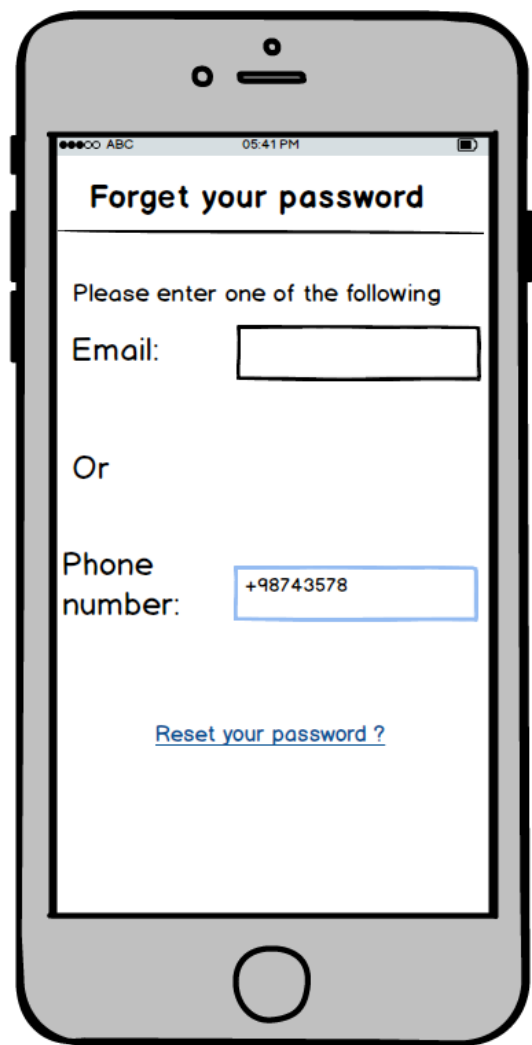 ABC 05:41 PM
Forget your password
Please enter one of the following
Email:
Or
Phone
number:
+98743578
Reset your password ?